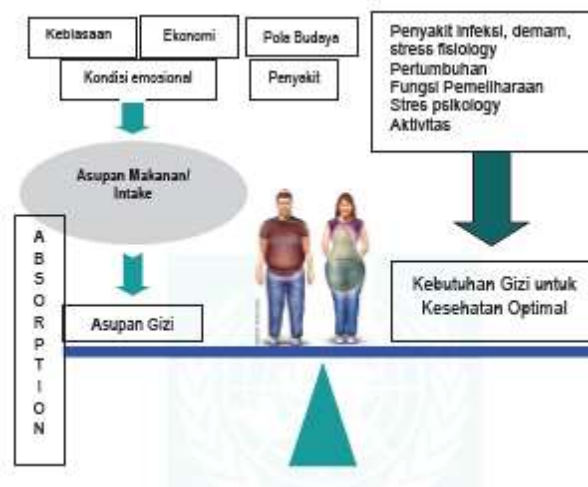 Kebiasaan
Ekonomi
Pola Budaya
Kondisi emosional
Penyakit
Asupan Makanan/
Intake
ABSORPTION
Asupan Gizi
Penyakit Infeksi, demam,
stress fisiology
Pertumbuhan
Fungsi Pemeliharaan
Stres psikology
Aktivitas
Kebutuhan Gizi untuk
Kesehatan Optimal